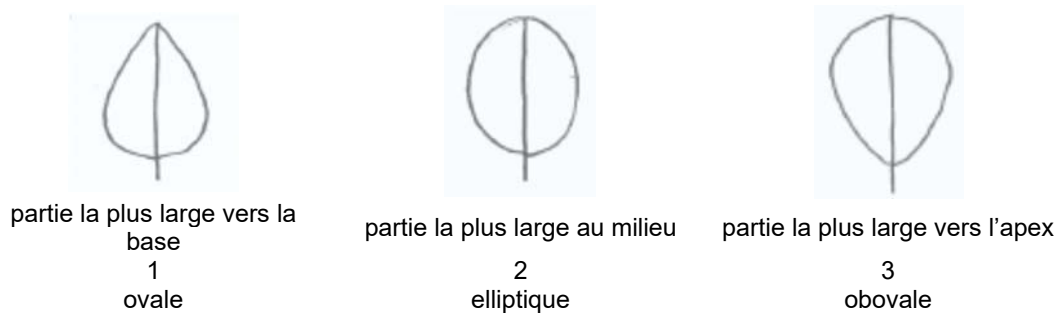 partie la plus large vers la
base
1
ovale
partie la plus large au milieu
2
elliptique
partie la plus large vers l’apex
3
obovale